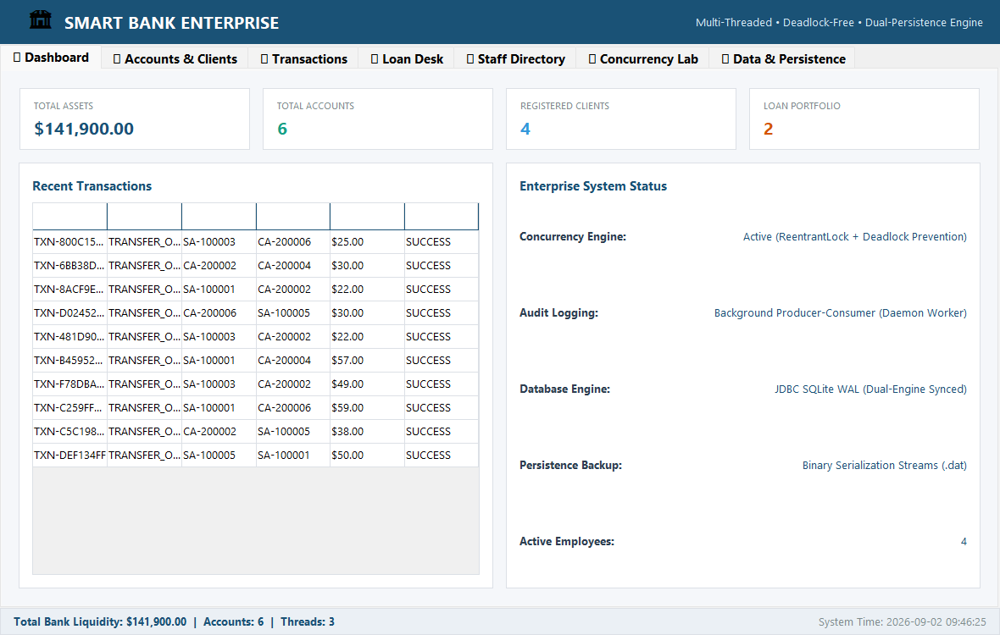 SMART BANK ENTERPRISE
Multi-Threaded • Deadlock-Free • Dual-Persistence Engine
Dashboard
Accounts & Clients
Transactions
Loan Desk
Staff Directory
Concurrency Lab
Data & Persistence
TOTAL ASSETS
$141,900.00
TOTAL ACCOUNTS
6
REGISTERED CLIENTS
4
LOAN PORTFOLIO
2
Recent Transactions
TXN-800C15... TRANSFER_O... SA-100003 CA-200006 $25.00 SUCCESS
TXN-6BB38D... TRANSFER_O... CA-200002 CA-200004 $30.00 SUCCESS
TXN-8ACF9E... TRANSFER_O... SA-100001 CA-200002 $22.00 SUCCESS
TXN-D02452... TRANSFER_O... CA-200006 SA-100005 $30.00 SUCCESS
TXN-481D90... TRANSFER_O... SA-100003 CA-200002 $22.00 SUCCESS
TXN-B45952... TRANSFER_O... SA-100001 CA-200004 $57.00 SUCCESS
TXN-F78DBA... TRANSFER_O... SA-100003 CA-200002 $49.00 SUCCESS
TXN-C259FF... TRANSFER_O... SA-100001 CA-200006 $59.00 SUCCESS
TXN-C5C198... TRANSFER_O... CA-200002 SA-100005 $38.00 SUCCESS
TXN-DEF134FF TRANSFER_O... SA-100005 SA-100001 $50.00 SUCCESS
Enterprise System Status
Concurrency Engine: Active (ReentrantLock + Deadlock Prevention)
Audit Logging: Background Producer-Consumer (Daemon Worker)
Database Engine: JDBC SQLite WAL (Dual-Engine Synced)
Persistence Backup: Binary Serialization Streams (.dat)
Active Employees: 4
Total Bank Liquidity: $141,900.00 | Accounts: 6 | Threads: 3
System Time: 2026-09-02 09:46:25